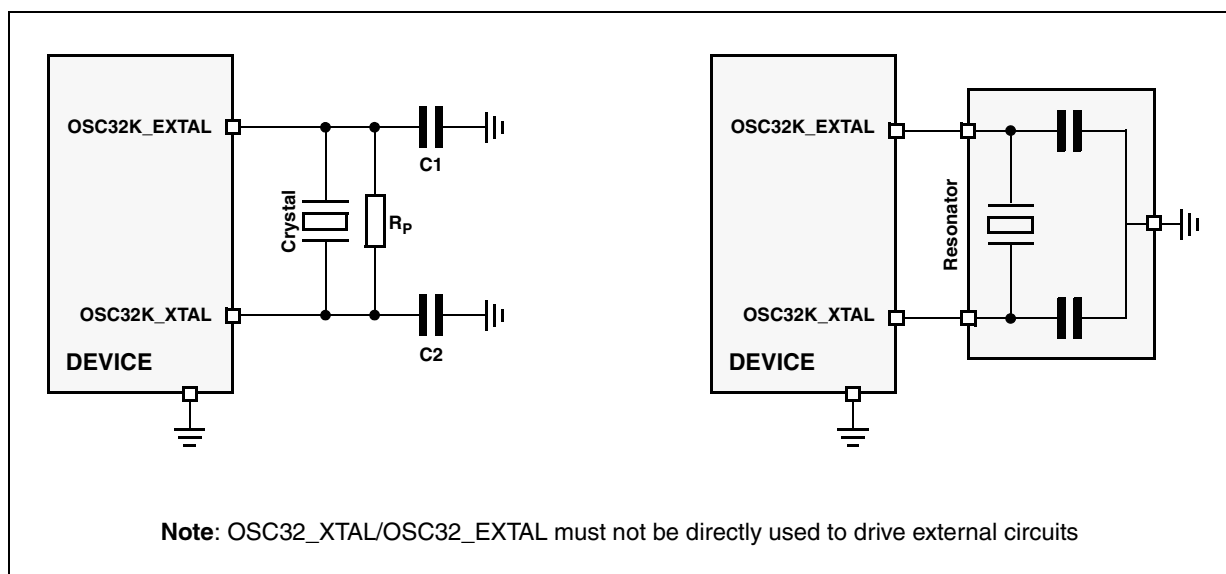 OSC32K_EXTAL
C1
Crystal
RP
OSC32K_XTAL
C2
DEVICE
OSC32K_EXTAL
Resonator
OSC32K_XTAL
DEVICE
Note: OSC32_XTAL/OSC32_EXTAL must not be directly used to drive external circuits